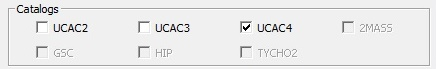 Catalogs
UCAC2 UCAC3 UCAC4 2MASS
GSC HIP TYCHO2